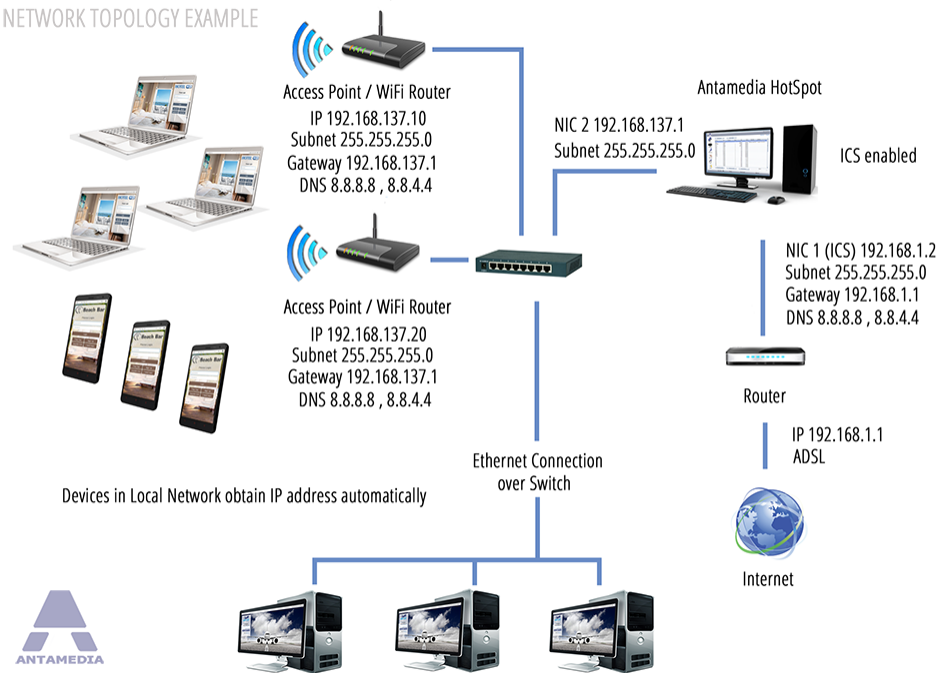 NETWORK TOPOLOGY EXAMPLE
Access Point / WiFi Router
IP 192.168.137.10
Subnet 255.255.255.0
Gateway 192.168.137.1
DNS 8.8.8.8 , 8.8.4.4
Access Point / WiFi Router
IP 192.168.137.20
Subnet 255.255.255.0
Gateway 192.168.137.1
DNS 8.8.8.8 , 8.8.4.4
NIC 2 192.168.137.1
Subnet 255.255.255.0
Antamedia HotSpot
ICS enabled
NIC 1 (ICS) 192.168.1.2
Subnet 255.255.255.0
Gateway 192.168.1.1
DNS 8.8.8.8 , 8.8.4.4
Router
IP 192.168.1.1
ADSL
Internet
Beach Bar
Beach Bar
Beach Bar
Ethernet Connection
over Switch
Devices in Local Network obtain IP address automatically
ANTAMEDIA